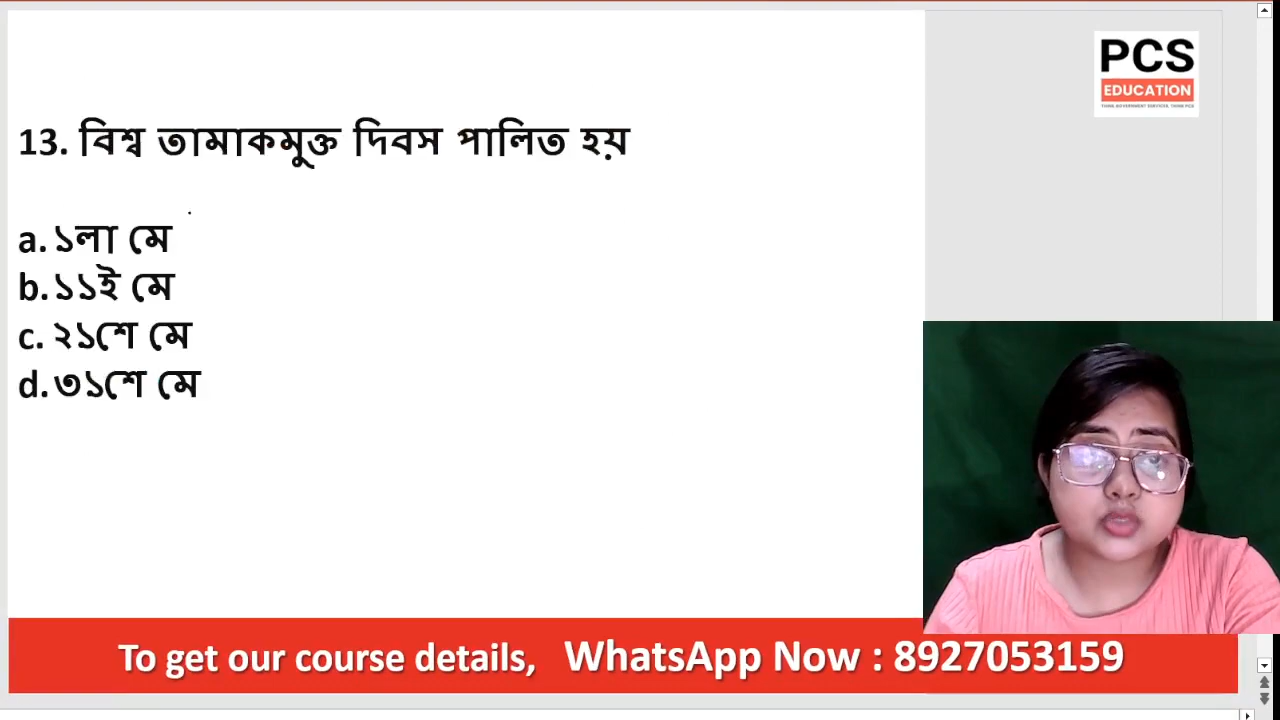 PCS
EDUCATION
13. বিশ্ব তামাকমুক্ত দিবস পালিত হয়
a. ১লা মে
b. ১১ই মে
c. ২১শে মে
d. ৩১শে মে
To get our course details, WhatsApp Now : 8927053159